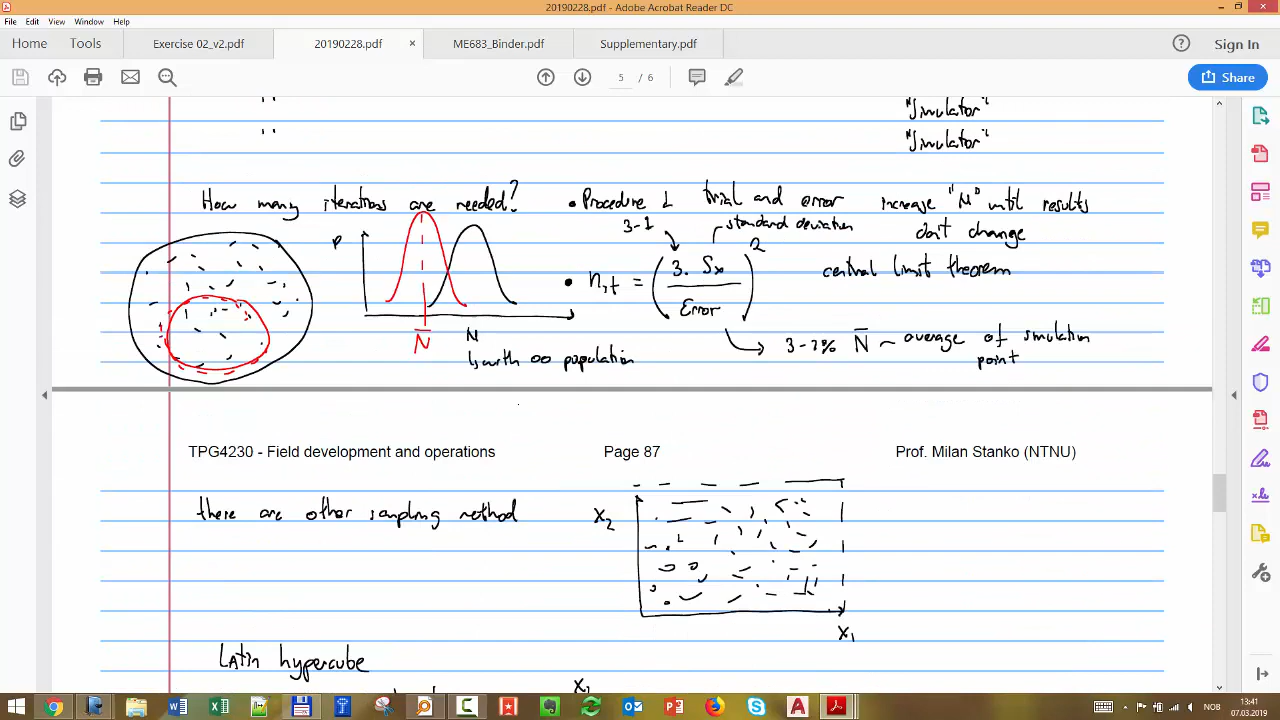 20190228.pdf - Adobe Acrobat Reader DC
File Edit View Window Help
Home Tools Exercise 02_v2.pdf 20190228.pdf × ME683_Binder.pdf Supplementary.pdf Sign In
5 / 6 Share
"Simulator"
"Simulator"
How many iterations are needed? • Procedure 1 trial and error increase "N" until results
3-1 standard deviation don't change
P 3. Sx 2 central limit theorem
• nit = Error
N̄ N 3-7% N̄ ~ average of simulation
with ∞ population point
TPG4230 - Field development and operations Page 87 Prof. Milan Stanko (NTNU)
there are other sampling method X2
X1
Latin hypercube
NOB 13:41
07.03.2019